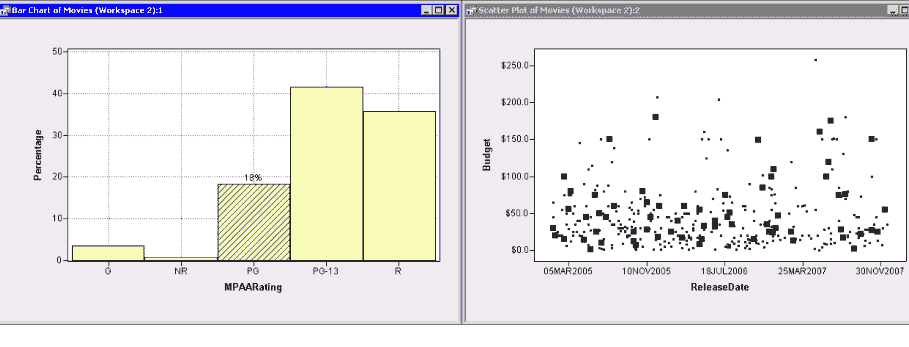 Bar Chart of Movies (Workspace 2):1
50
40
30
20
10
0
Percentage
18%
G NR PG PG-13 R
MPAARating
Scatter Plot of Movies (Workspace 2):2
$250.0
$200.0
$150.0
$100.0
$50.0
$0.0
Budget
05MAR2005 10NOV2005 18JUL2006 25MAR2007 30NOV2007
ReleaseDate